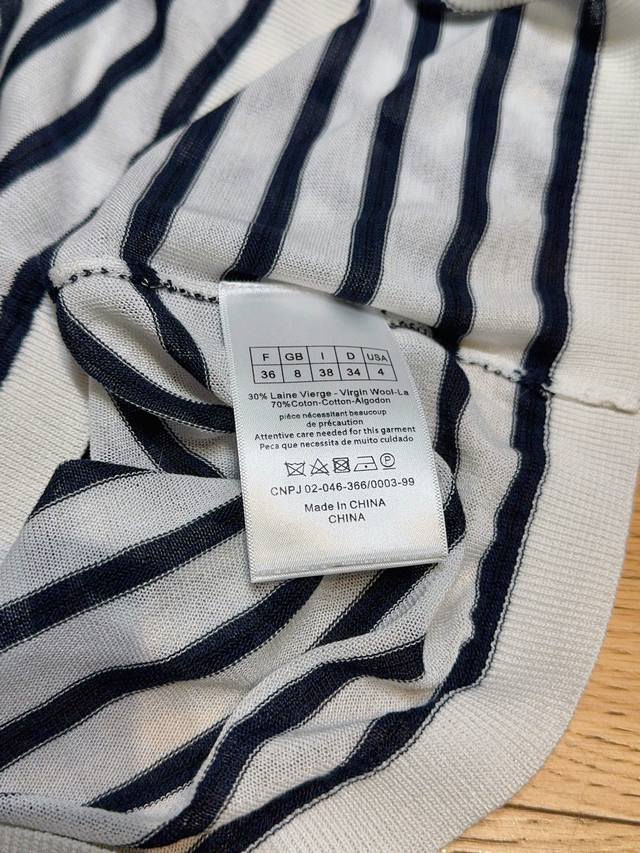 F GB I D USA
36 8 38 34 4
30% Laine Vierge - Virgin Wool-La
70%Coton-Cotton-Algodon
pièce nécessitant beaucoup
de précaution
Attentive care needed for this garment
Peca que necessita de muito cuidado
P
CNPJ 02-046-366/0003-99
Made In CHINA
CHINA